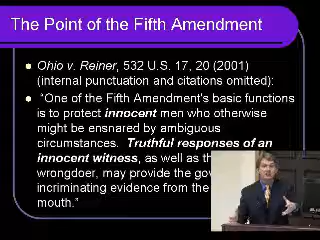 The Point of the Fifth Amendment
Ohio v. Reiner, 532 U.S. 17, 20 (2001)
(internal punctuation and citations omitted):
"One of the Fifth Amendment's basic functions
is to protect innocent men who otherwise
might be ensnared by ambiguous
circumstances. Truthful responses of an
innocent witness, as well as th
wrongdoer, may provide the go
incriminating evidence from the
mouth."